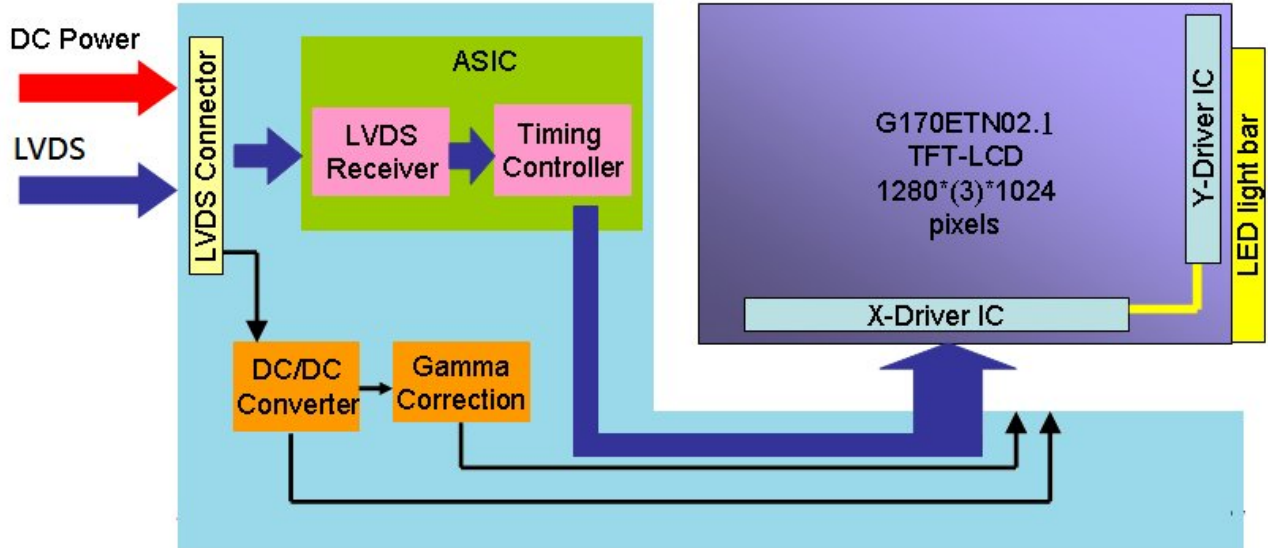 DC Power
LVDS
LVDS Connector
ASIC
LVDS
Receiver
Timing
Controller
DC/DC
Converter
Gamma
Correction
G170ETN02.1
TFT-LCD
1280*(3)*1024
pixels
Y-Driver IC
LED light bar
X-Driver IC